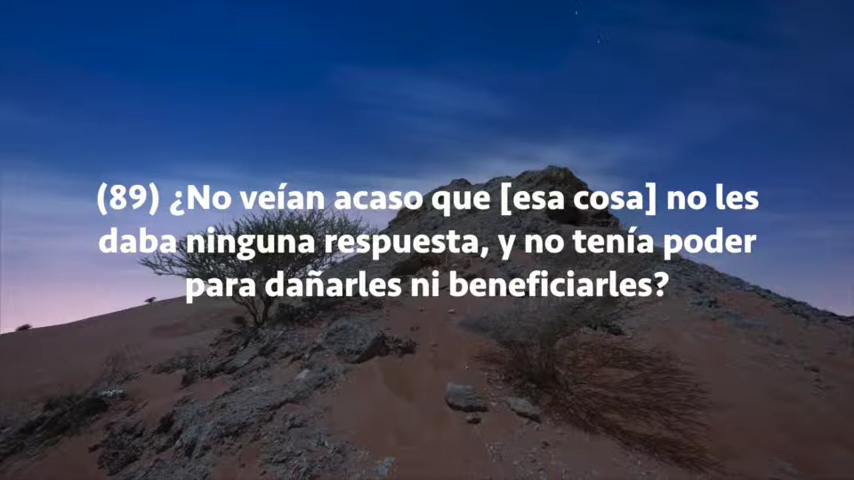 (89) ¿No veían acaso que [esa cosa] no les
daba ninguna respuesta, y no tenía poder
para dañarles ni beneficiarles?